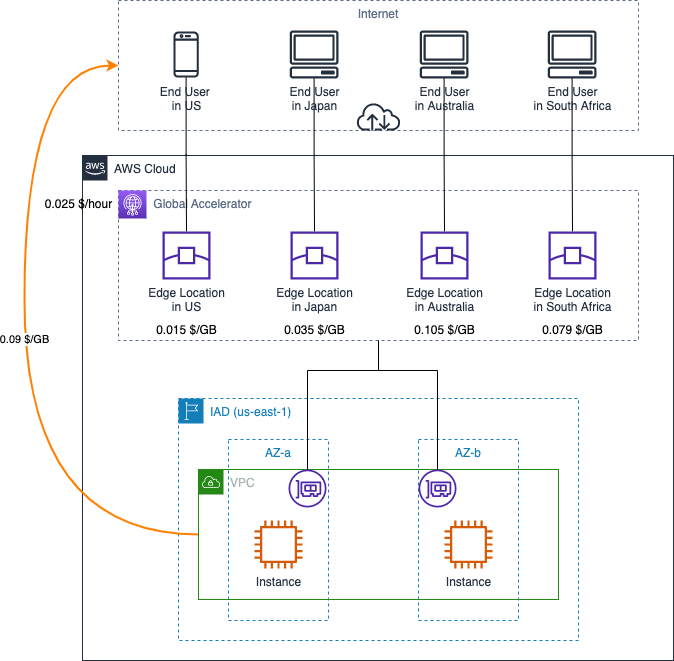 Internet
End User
in US
End User
in Japan
End User
in Australia
End User
in South Africa
aws
AWS Cloud
0.025 $/hour
Global Accelerator
Edge Location
in US
Edge Location
in Japan
Edge Location
in Australia
Edge Location
in South Africa
0.015 $/GB
0.035 $/GB
0.105 $/GB
0.079 $/GB
0.09 $/GB
IAD (us-east-1)
AZ-a
AZ-b
VPC
Instance
Instance